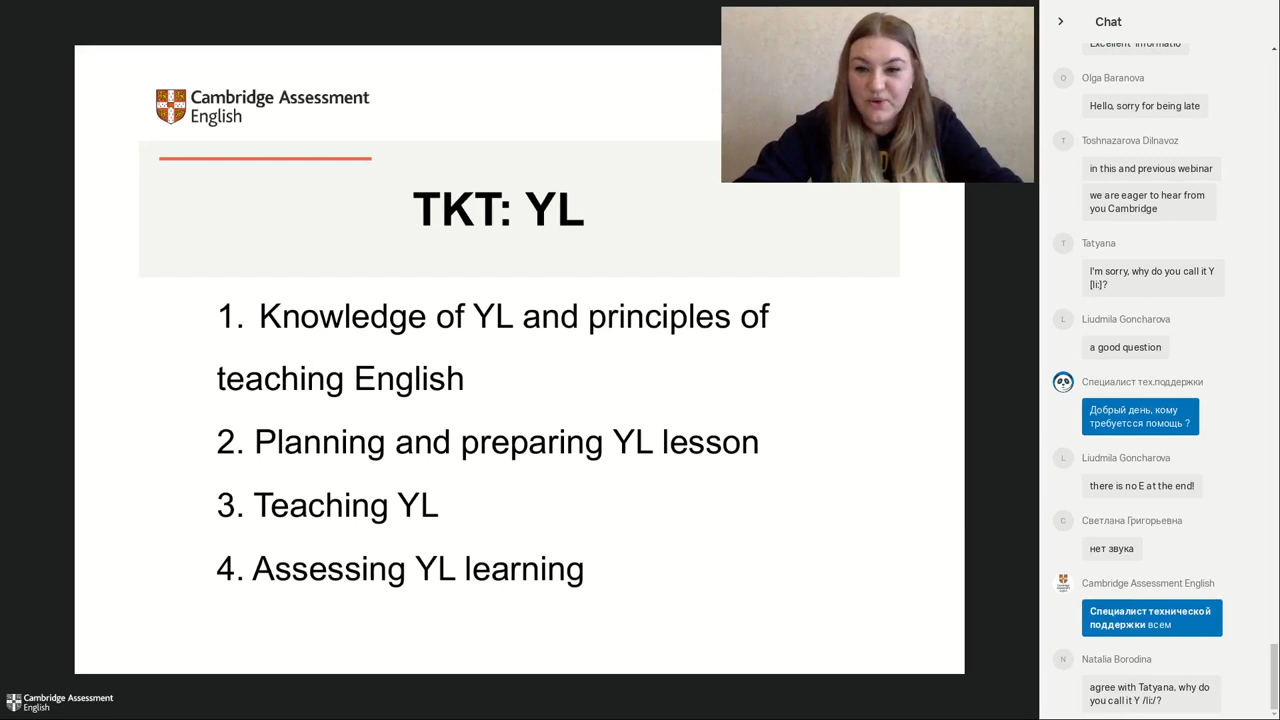 Cambridge Assessment
English
TKT: YL
1. Knowledge of YL and principles of
teaching English
2. Planning and preparing YL lesson
3. Teaching YL
4. Assessing YL learning
Cambridge Assessment
English
Chat
Excellent informatio
O
Olga Baranova
Hello, sorry for being late
T
Toshnazarova Dilnavoz
in this and previous webinar
we are eager to hear from
you Cambridge
T
Tatyana
I'm sorry, why do you call it Y
[li:]?
L
Liudmila Goncharova
a good question
Специалист тех.поддержки
Добрый день, кому
требуетсся помощь ?
L
Liudmila Goncharova
there is no E at the end!
С
Светлана Григорьевна
нет звука
Cambridge Assessment English
Специалист технической
поддержки всем
N
Natalia Borodina
agree with Tatyana, why do
you call it Y /li:/?